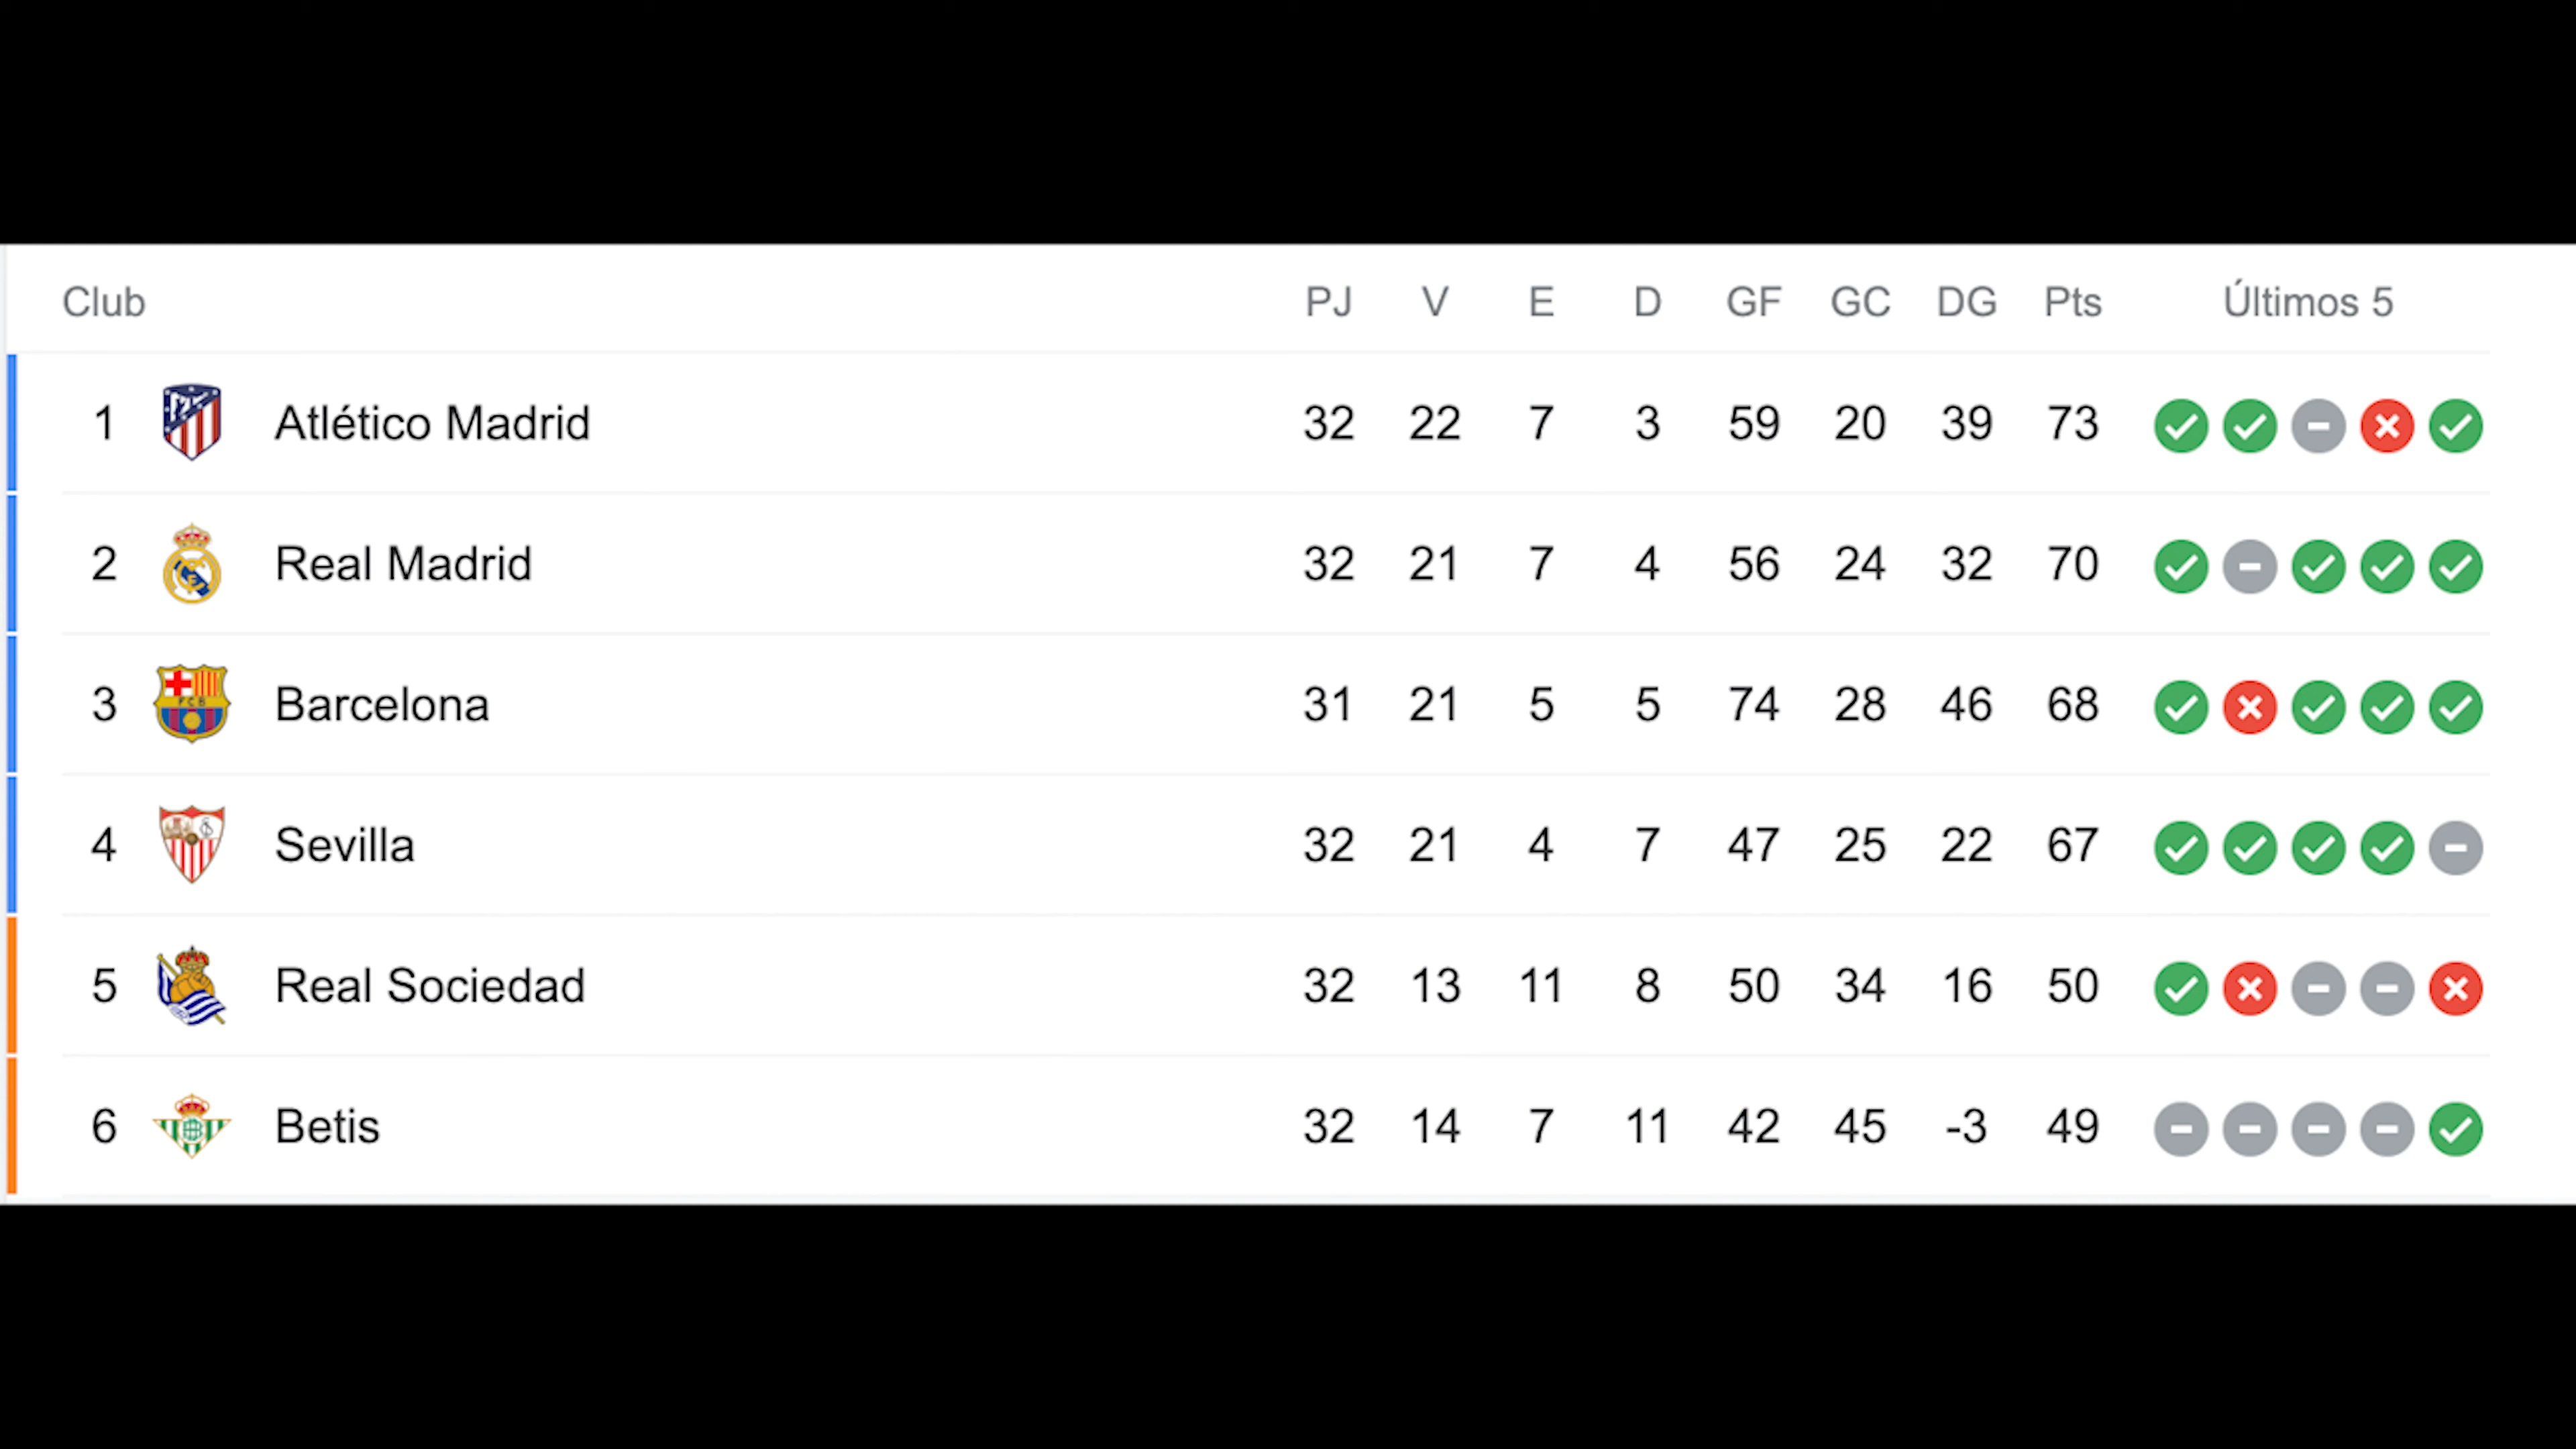 Club PJ V E D GF GC DG Pts Últimos 5
1 Atlético Madrid 32 22 7 3 59 20 39 73
2 Real Madrid 32 21 7 4 56 24 32 70
3 Barcelona 31 21 5 5 74 28 46 68
4 Sevilla 32 21 4 7 47 25 22 67
5 Real Sociedad 32 13 11 8 50 34 16 50
6 Betis 32 14 7 11 42 45 -3 49